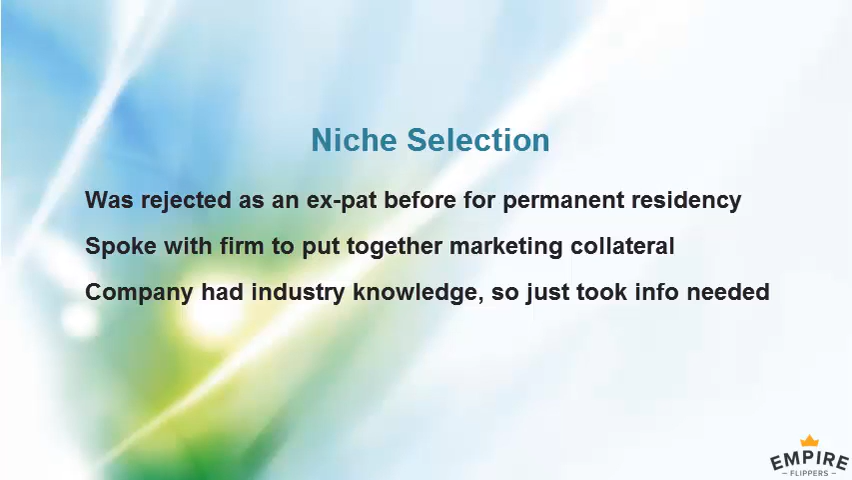 Niche Selection
Was rejected as an ex-pat before for permanent residency
Spoke with firm to put together marketing collateral
Company had industry knowledge, so just took info needed
EMPIRE
– FLIPPERS –